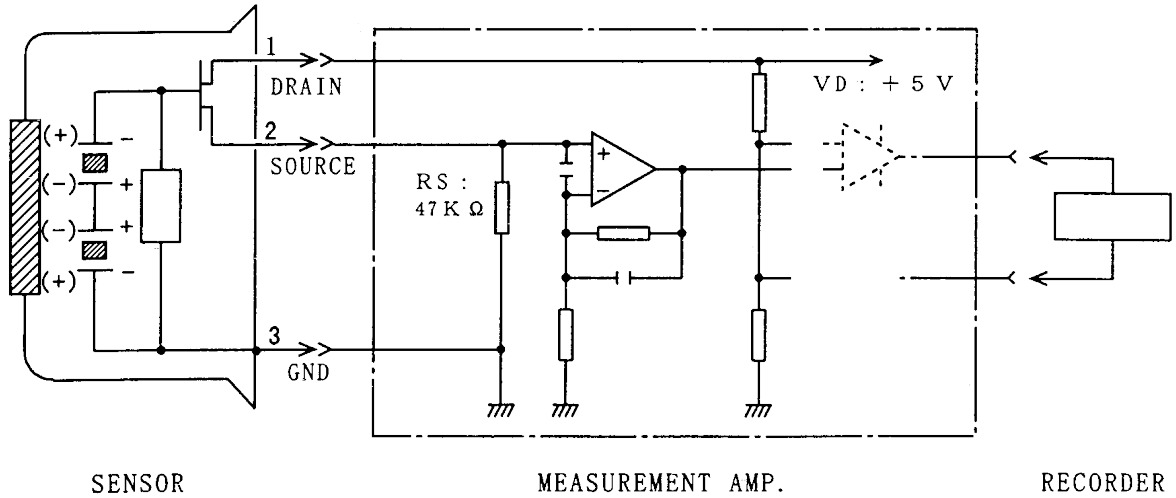 1
DRAIN
VD : + 5 V
(+) −
2
SOURCE
+
(−) +
RS :
47K Ω
−
(−) +
(+) −
3
GND
SENSOR
MEASUREMENT AMP.
RECORDER